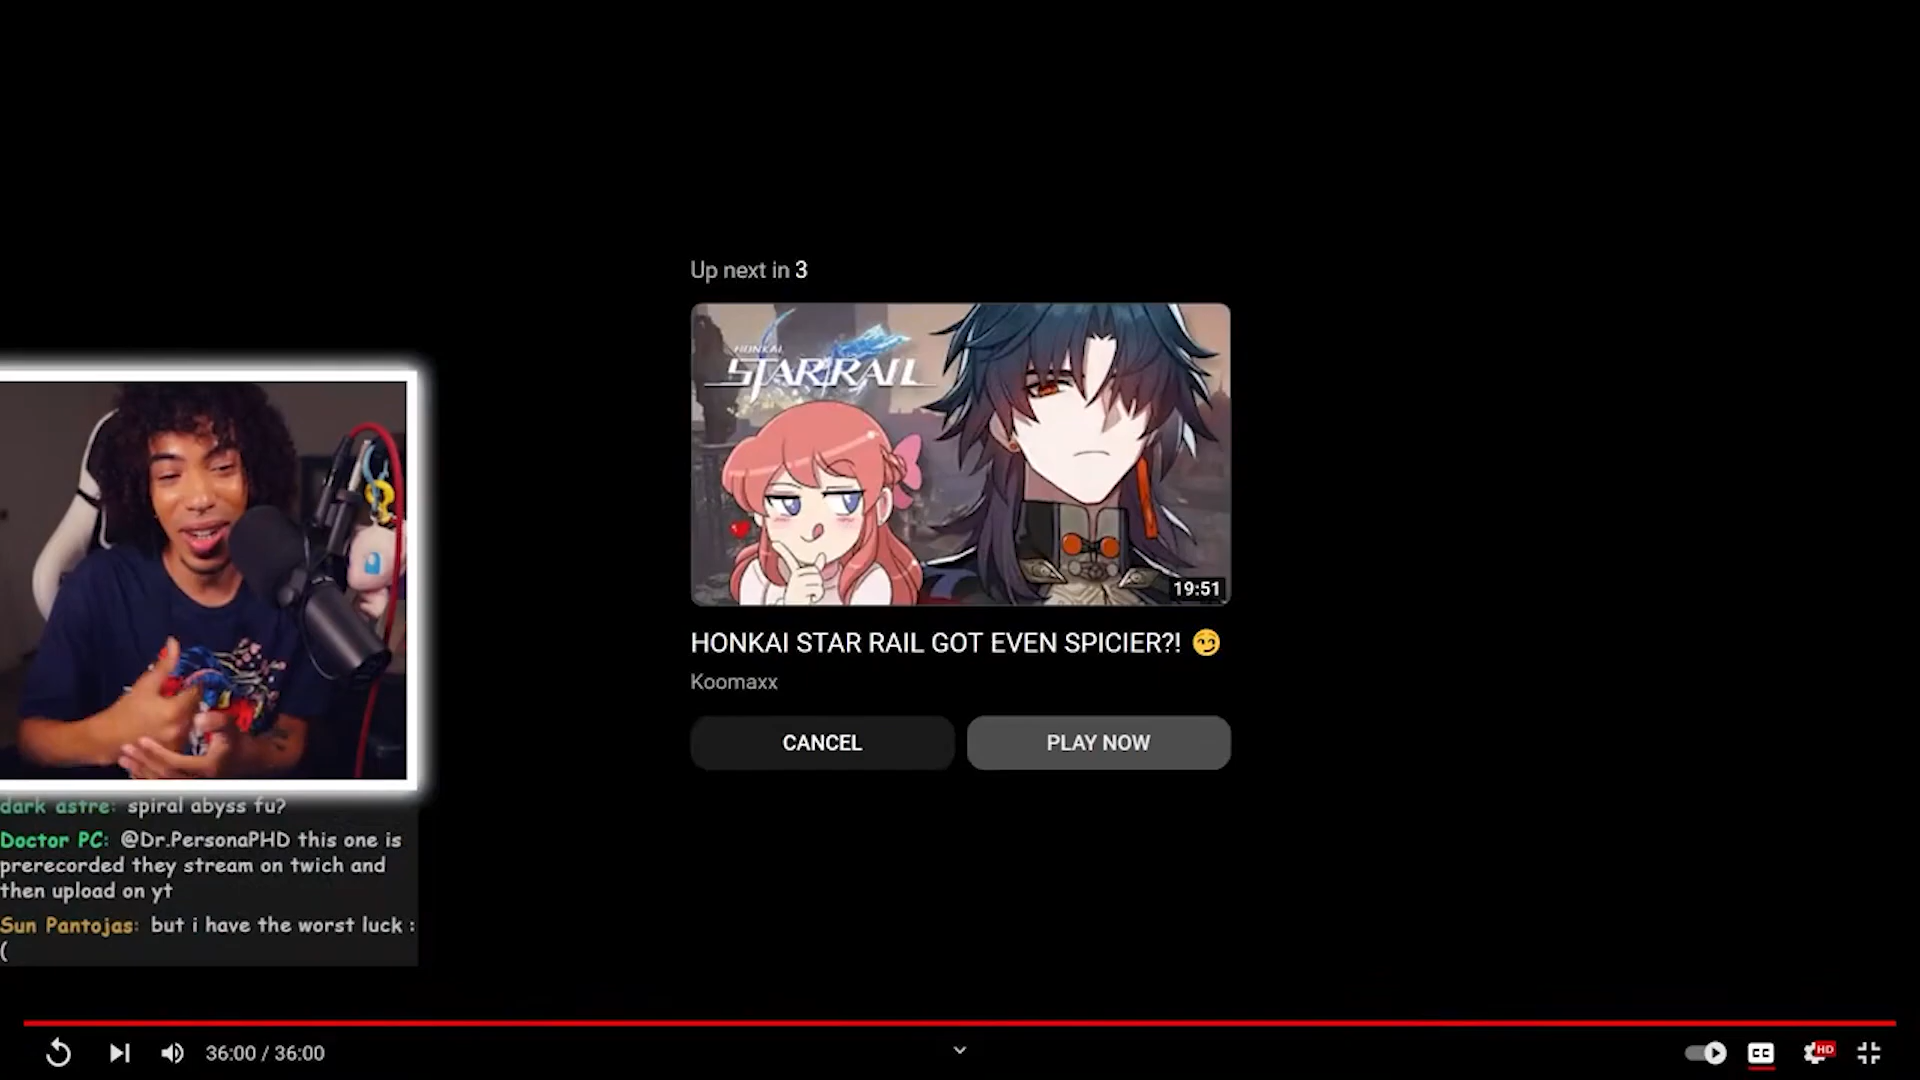 Up next in 3
HONKAI
STAR RAIL
19:51
HONKAI STAR RAIL GOT EVEN SPICIER?! 😏
Koomaxx
CANCEL
PLAY NOW
dark astre: spiral abyss fu?
Doctor PC: @Dr.PersonaPHD this one is
prerecorded they stream on twich and
then upload on yt
Sun Pantojas: but i have the worst luck :
(
36:00 / 36:00
CC
HD